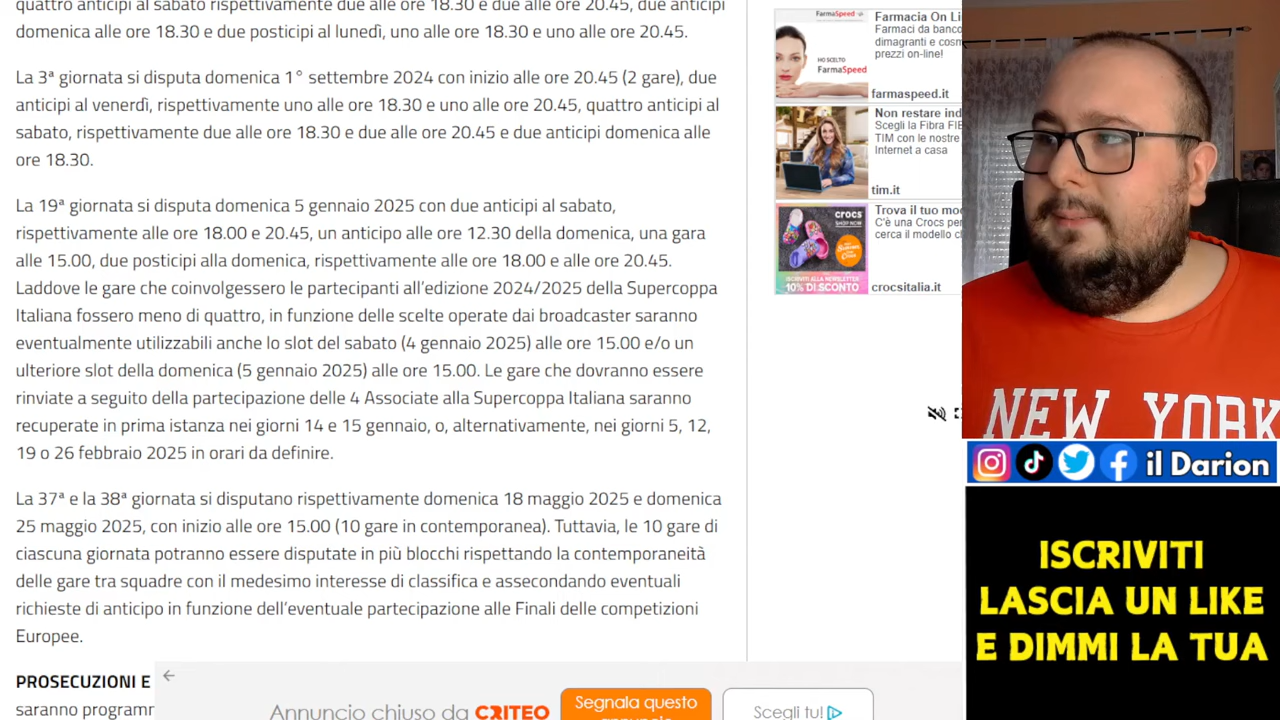 quattro anticipi al sabato rispettivamente due alle ore 18.30 e due alle ore 20.45, due anticipi
domenica alle ore 18.30 e due posticipi al lunedì, uno alle ore 18.30 e uno alle ore 20.45.
La 3ª giornata si disputa domenica 1° settembre 2024 con inizio alle ore 20.45 (2 gare), due
anticipi al venerdì, rispettivamente uno alle ore 18.30 e uno alle ore 20.45, quattro anticipi al
sabato, rispettivamente due alle ore 18.30 e due alle ore 20.45 e due anticipi domenica alle
ore 18.30.
La 19ª giornata si disputa domenica 5 gennaio 2025 con due anticipi al sabato,
rispettivamente alle ore 18.00 e 20.45, un anticipo alle ore 12.30 della domenica, una gara
alle 15.00, due posticipi alla domenica, rispettivamente alle ore 18.00 e alle ore 20.45.
Laddove le gare che coinvolgessero le partecipanti all'edizione 2024/2025 della Supercoppa
Italiana fossero meno di quattro, in funzione delle scelte operate dai broadcaster saranno
eventualmente utilizzabili anche lo slot del sabato (4 gennaio 2025) alle ore 15.00 e/o un
ulteriore slot della domenica (5 gennaio 2025) alle ore 15.00. Le gare che dovranno essere
rinviate a seguito della partecipazione delle 4 Associate alla Supercoppa Italiana saranno
recuperate in prima istanza nei giorni 14 e 15 gennaio, o, alternativamente, nei giorni 5, 12,
19 o 26 febbraio 2025 in orari da definire.
La 37ª e la 38ª giornata si disputano rispettivamente domenica 18 maggio 2025 e domenica
25 maggio 2025, con inizio alle ore 15.00 (10 gare in contemporanea). Tuttavia, le 10 gare di
ciascuna giornata potranno essere disputate in più blocchi rispettando la contemporaneità
delle gare tra squadre con il medesimo interesse di classifica e assecondando eventuali
richieste di anticipo in funzione dell'eventuale partecipazione alle Finali delle competizioni
Europee.
PROSECUZIONI E
saranno programm
Annuncio chiuso da CRITEO
Segnala questo
annuncio
Scegli tu!
FarmaSpeed
HO SCELTO
FarmaSpeed
Farmacia On Li
Farmaci da banco
dimagranti e cosm
prezzi on-line!
farmaspeed.it
Non restare ind
Scegli la Fibra FIE
TIM con le nostre
Internet a casa
tim.it
crocs
SHOP NOW
ISCRIVITI ALLA NEWSLETTER
10% DI SCONTO
Trova il tuo mo
C'è una Crocs per
cerca il modello c
crocsitalia.it
NEW YORK
il Darion
ISCRIVITI
LASCIA UN LIKE
E DIMMI LA TUA